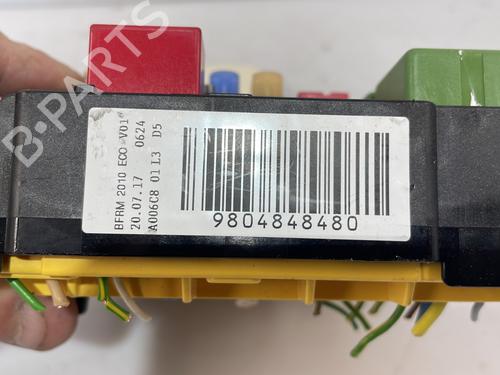 B-PARTS
BFRM 2010 ECO V01
20.07.17 0624
A006C8 01 L3 D5
9804848480